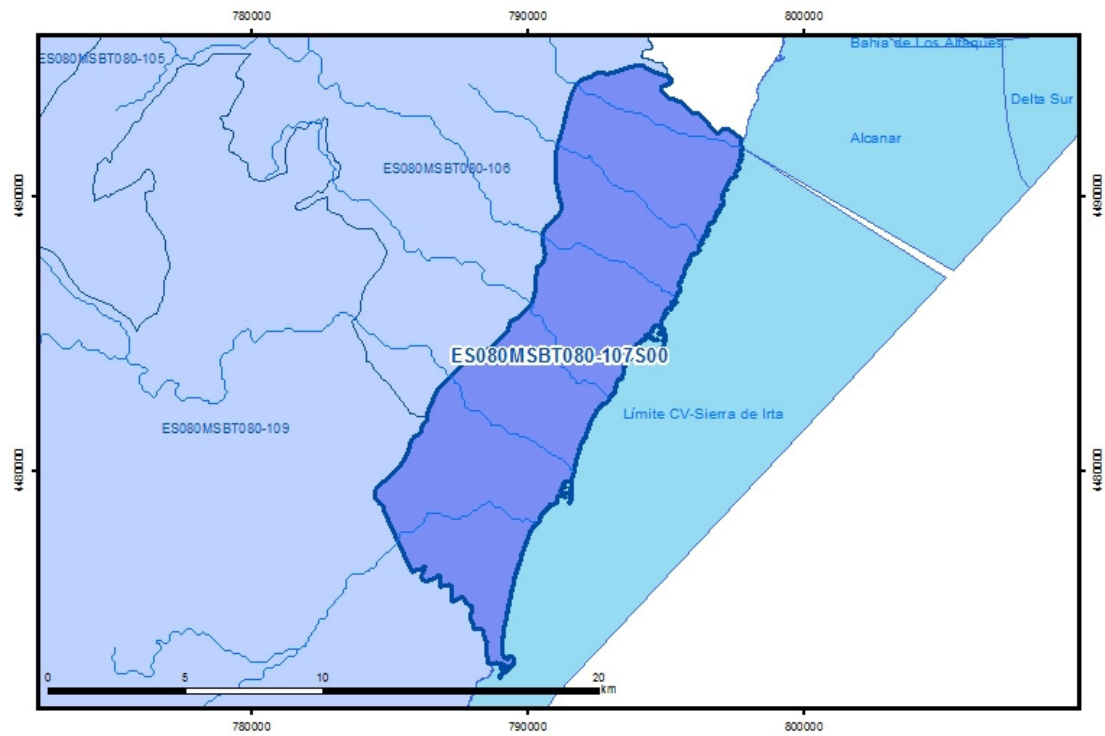 780000
790000
800000
Bahía de Los Alfaques.
ES080MSBT080-105
Delta Sur
Alcanar
ES080MSBT080-106
4490000
4490000
ES080MSBT080-107S00
Límite CV-Sierra de Irta
ES080MSBT080-109
4480000
4480000
0
5
10
20
km
780000
790000
800000